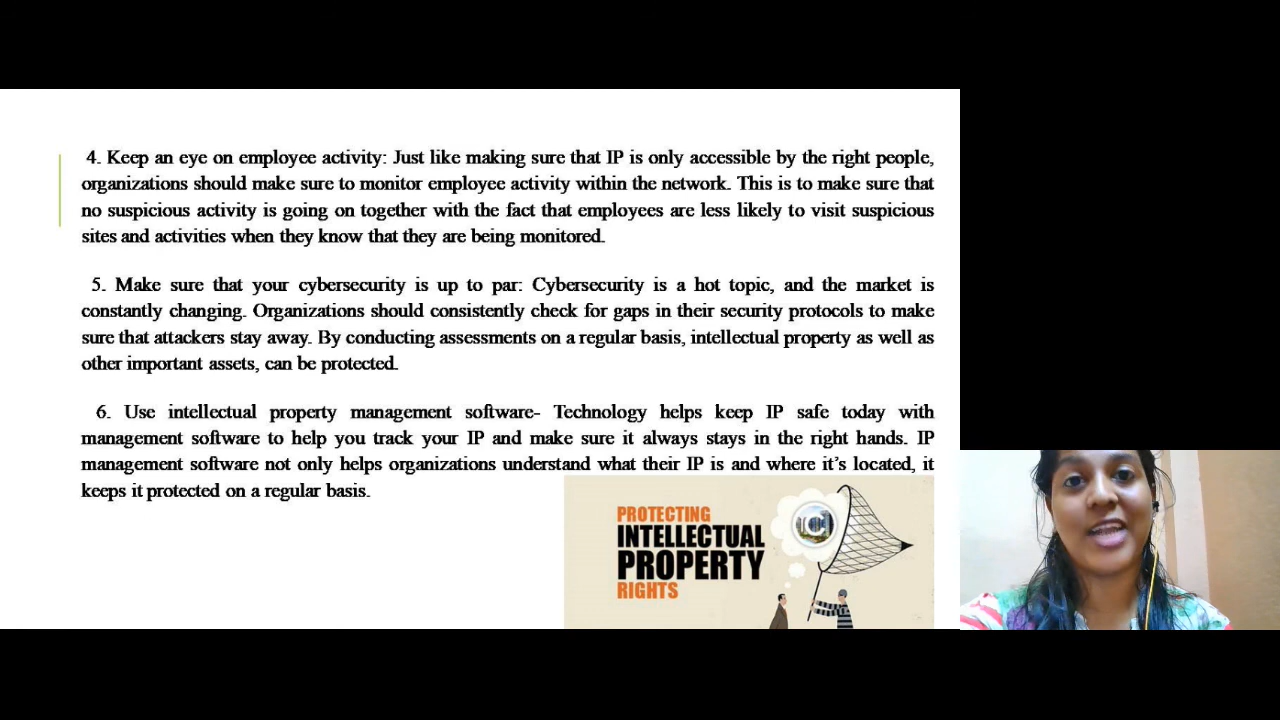 4. Keep an eye on employee activity: Just like making sure that IP is only accessible by the right people,
organizations should make sure to monitor employee activity within the network. This is to make sure that
no suspicious activity is going on together with the fact that employees are less likely to visit suspicious
sites and activities when they know that they are being monitored.
5. Make sure that your cybersecurity is up to par: Cybersecurity is a hot topic, and the market is
constantly changing. Organizations should consistently check for gaps in their security protocols to make
sure that attackers stay away. By conducting assessments on a regular basis, intellectual property as well as
other important assets, can be protected.
6. Use intellectual property management software- Technology helps keep IP safe today with
management software to help you track your IP and make sure it always stays in the right hands. IP
management software not only helps organizations understand what their IP is and where it’s located, it
keeps it protected on a regular basis.
PROTECTING
INTELLECTUAL
PROPERTY
RIGHTS